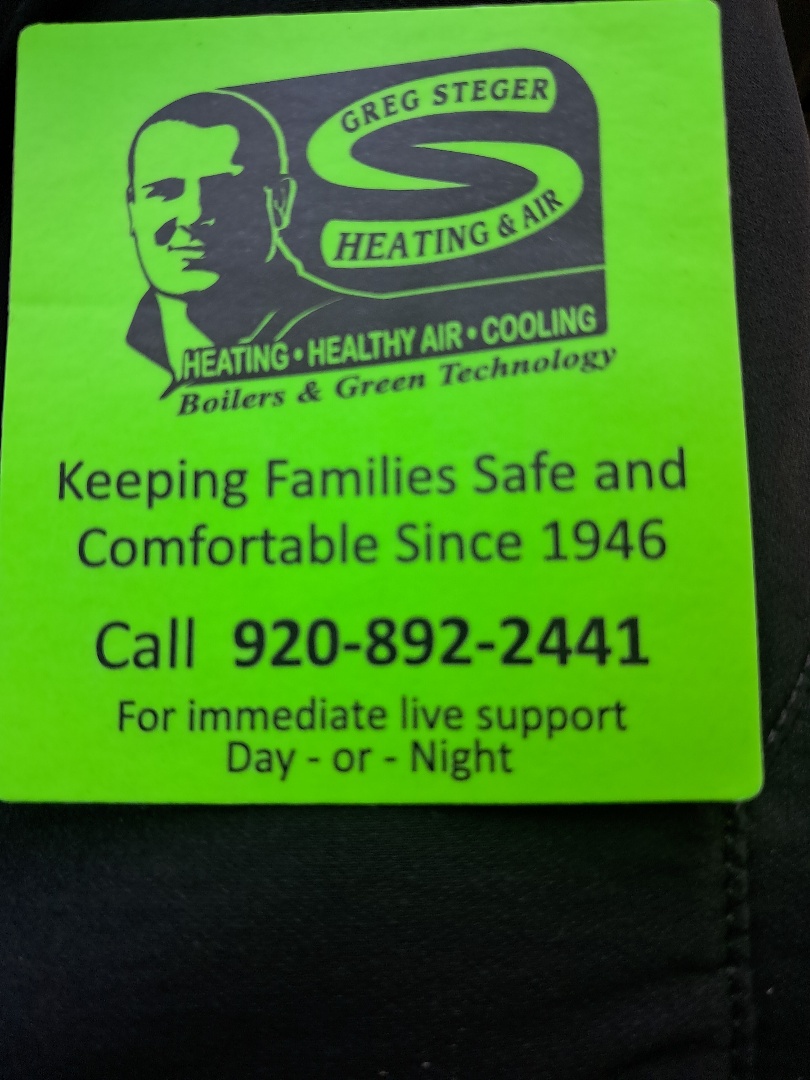 GREG STEGER
HEATING & AIR
HEATING • HEALTHY AIR • COOLING
Boilers & Green Technology
Keeping Families Safe and
Comfortable Since 1946
Call 920-892-2441
For immediate live support
Day - or - Night